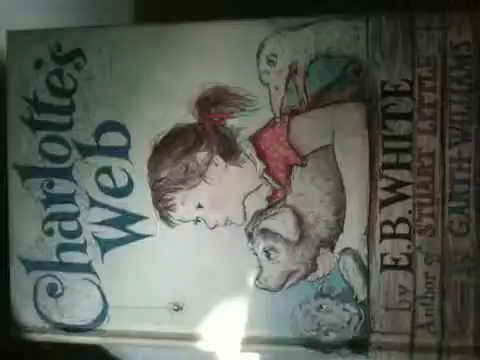 Charlotte's
Web
by E.B. WHITE
Author of STUART LITTLE
GARTH WILLIAMS